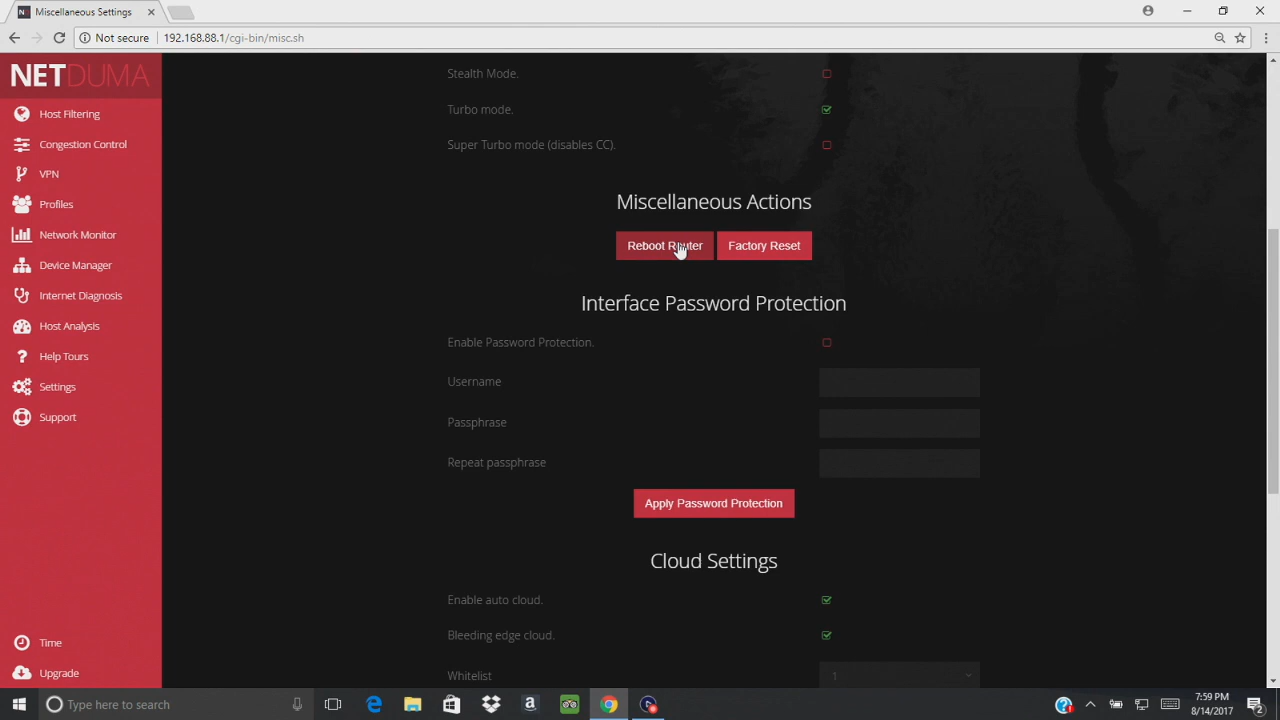 Miscellaneous Settings
Not secure 192.168.88.1/cgi-bin/misc.sh
NETDUMA
Host Filtering
Congestion Control
VPN
Profiles
Network Monitor
Device Manager
Internet Diagnosis
Host Analysis
Help Tours
Settings
Support
Time
Upgrade
Stealth Mode.
Turbo mode.
Super Turbo mode (disables CC).
Miscellaneous Actions
Reboot Router Factory Reset
Interface Password Protection
Enable Password Protection.
Username
Passphrase
Repeat passphrase
Apply Password Protection
Cloud Settings
Enable auto cloud.
Bleeding edge cloud.
Whitelist 1
Type here to search
7:59 PM
8/14/2017
2